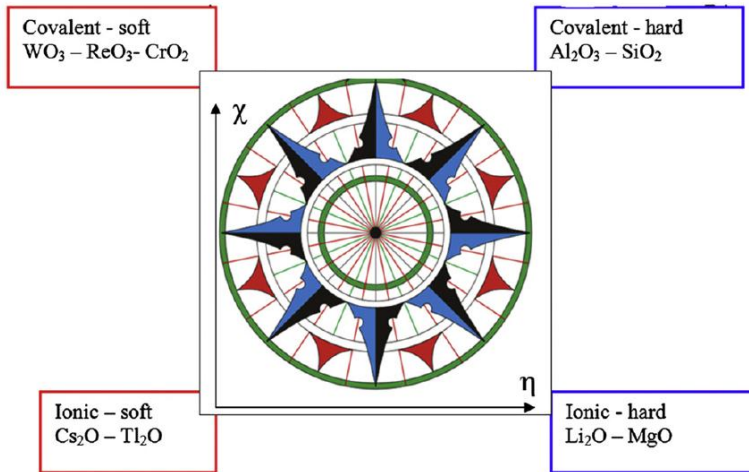 Covalent - soft
WO₃ – ReO₃- CrO₂
Covalent - hard
Al₂O₃ – SiO₂
χ
η
Ionic – soft
Cs₂O – Tl₂O
Ionic - hard
Li₂O – MgO